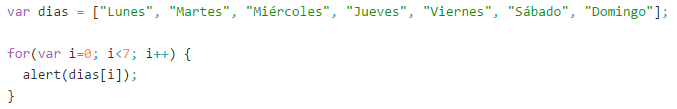 var dias = ["Lunes", "Martes", "Miércoles", "Jueves", "Viernes", "Sábado", "Domingo"];
for(var i=0; i<7; i++) {
  alert(dias[i]);
}